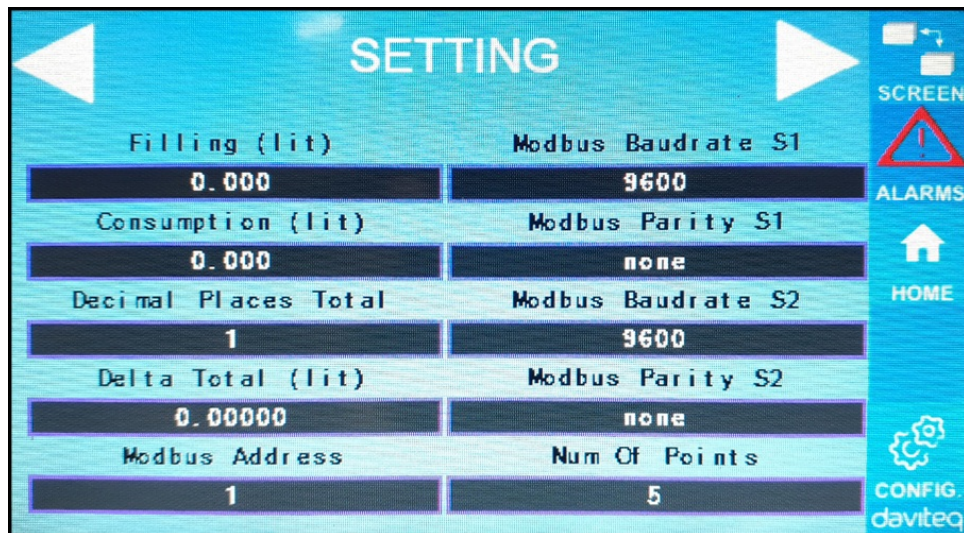 SETTING
SCREEN
Filling (lit)
0.000
Modbus Baudrate S1
9600
ALARMS
Consumption (lit)
0.000
Modbus Parity S1
none
HOME
Decimal Places Total
1
Modbus Baudrate S2
9600
Delta Total (lit)
0.00000
Modbus Parity S2
none
Modbus Address
1
Num Of Points
5
CONFIG.
daviteq